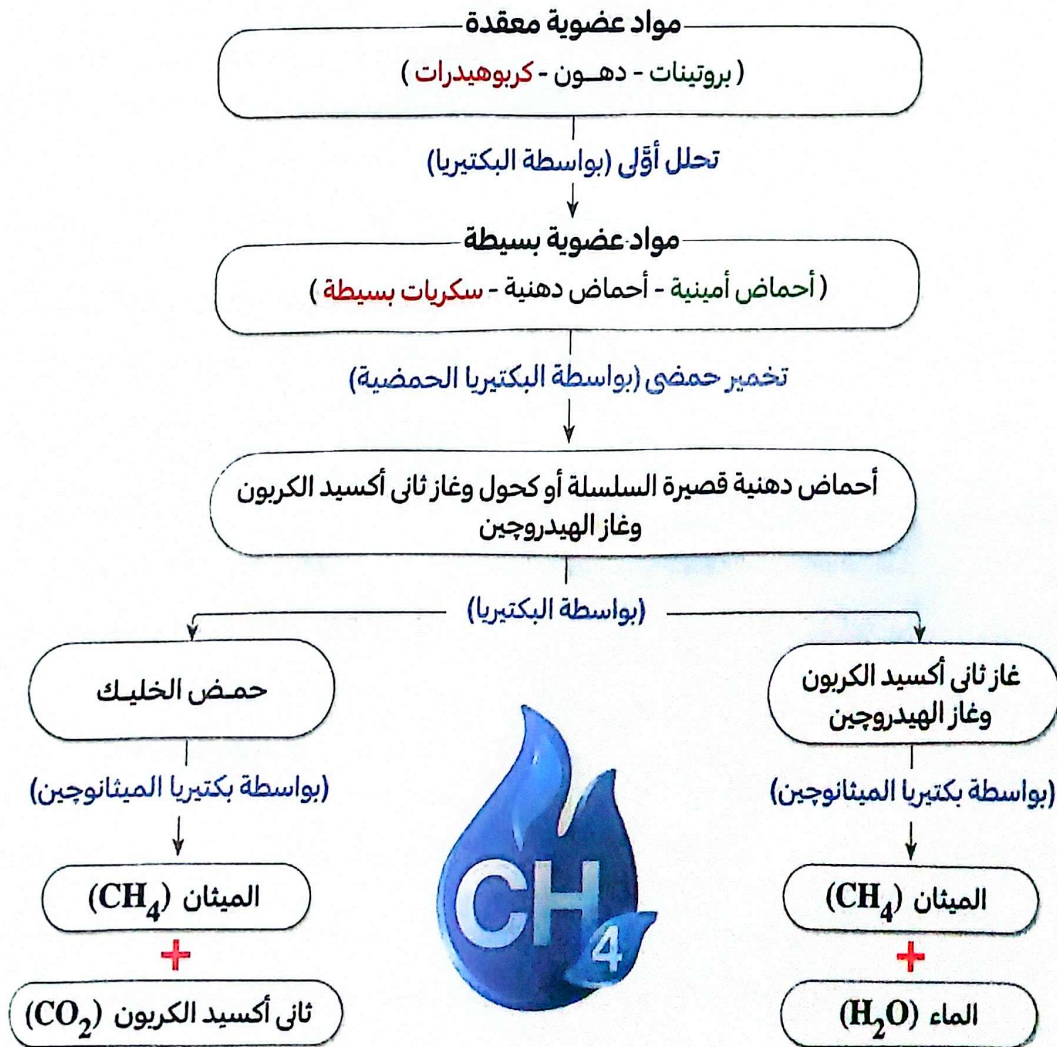 مواد عضوية معقدة
( بروتينات - دهــون - كربوهيدرات )
تحلل أوَّلى (بواسطة البكتيريا)
مواد عضوية بسيطة
( أحماض أمينية - أحماض دهنية - سكريات بسيطة )
تخمير حمضى (بواسطة البكتيريا الحمضية)
أحماض دهنية قصيرة السلسلة أو كحول وغاز ثانى أكسيد الكربون
وغاز الهيدروچين
(بواسطة البكتيريا)
غاز ثانى أكسيد الكربون
وغاز الهيدروچين
(بواسطة بكتيريا الميثانوچين)
الميثان (CH4)
+
الماء (H2O)
حمـض الخليـك
(بواسطة بكتيريا الميثانوچين)
الميثان (CH4)
+
ثانى أكسيد الكربون (CO2)
CH4